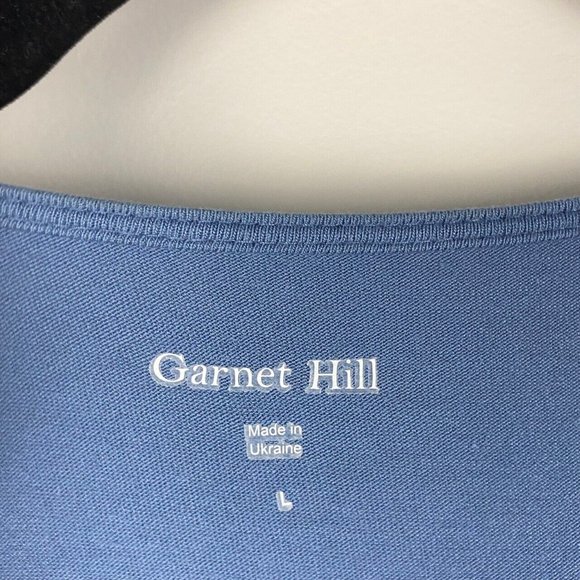 Garnet Hill
Made in
Ukraine
L